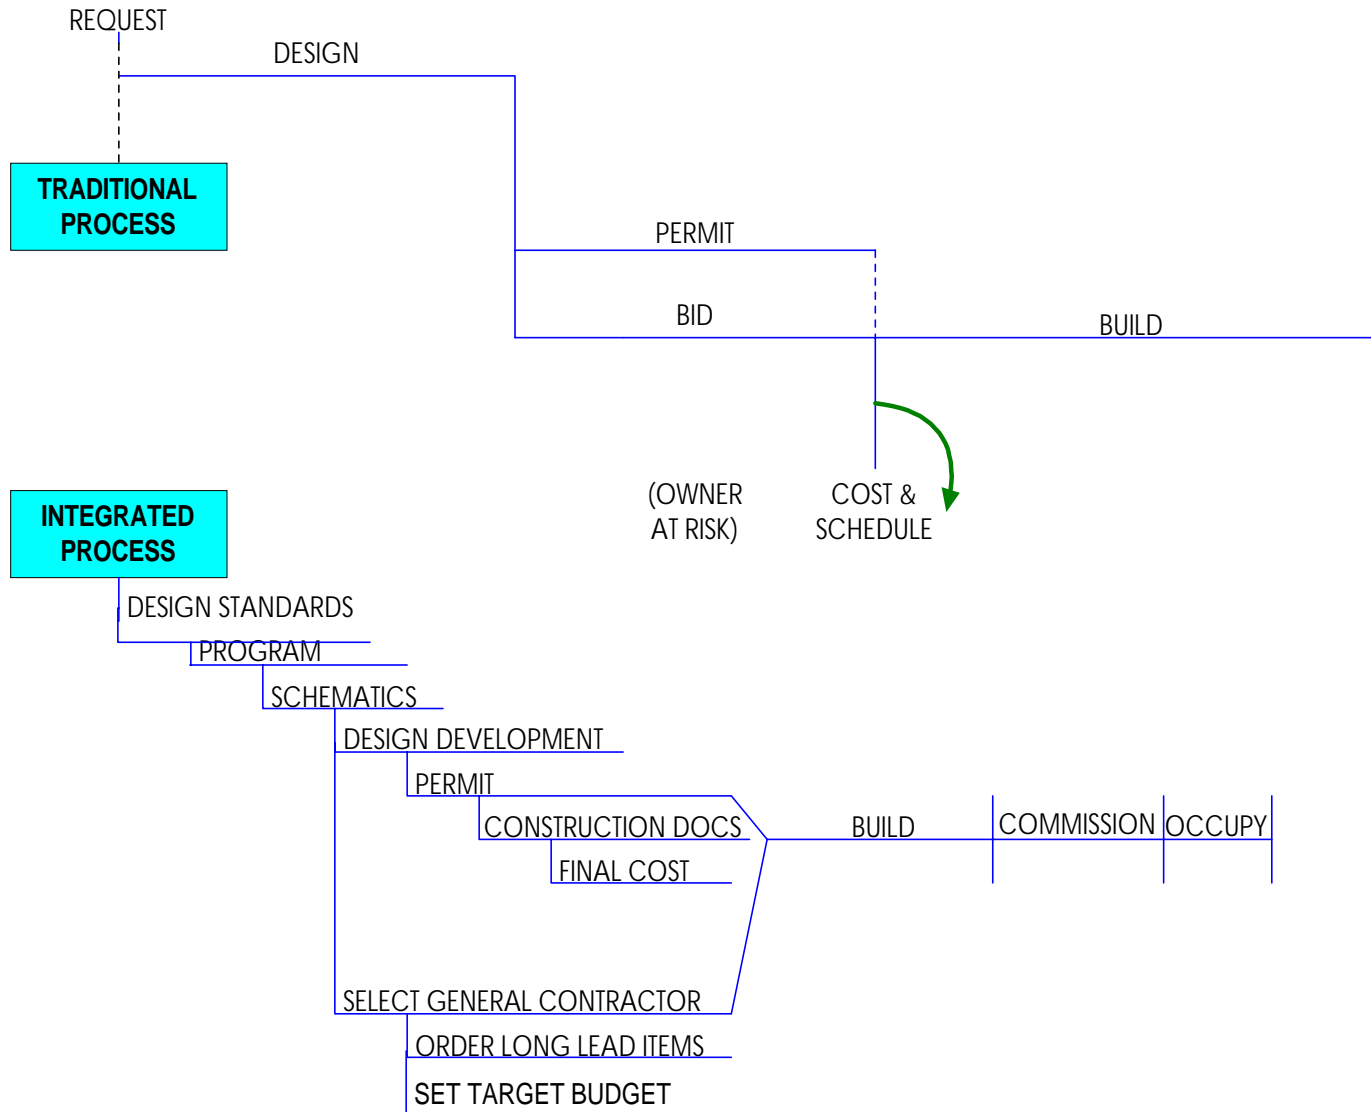 REQUEST
DESIGN
TRADITIONAL
PROCESS
PERMIT
BID
BUILD
(OWNER
AT RISK)
COST &
SCHEDULE
INTEGRATED
PROCESS
DESIGN STANDARDS
PROGRAM
SCHEMATICS
DESIGN DEVELOPMENT
PERMIT
CONSTRUCTION DOCS
BUILD
COMMISSION
OCCUPY
FINAL COST
SELECT GENERAL CONTRACTOR
ORDER LONG LEAD ITEMS
SET TARGET BUDGET